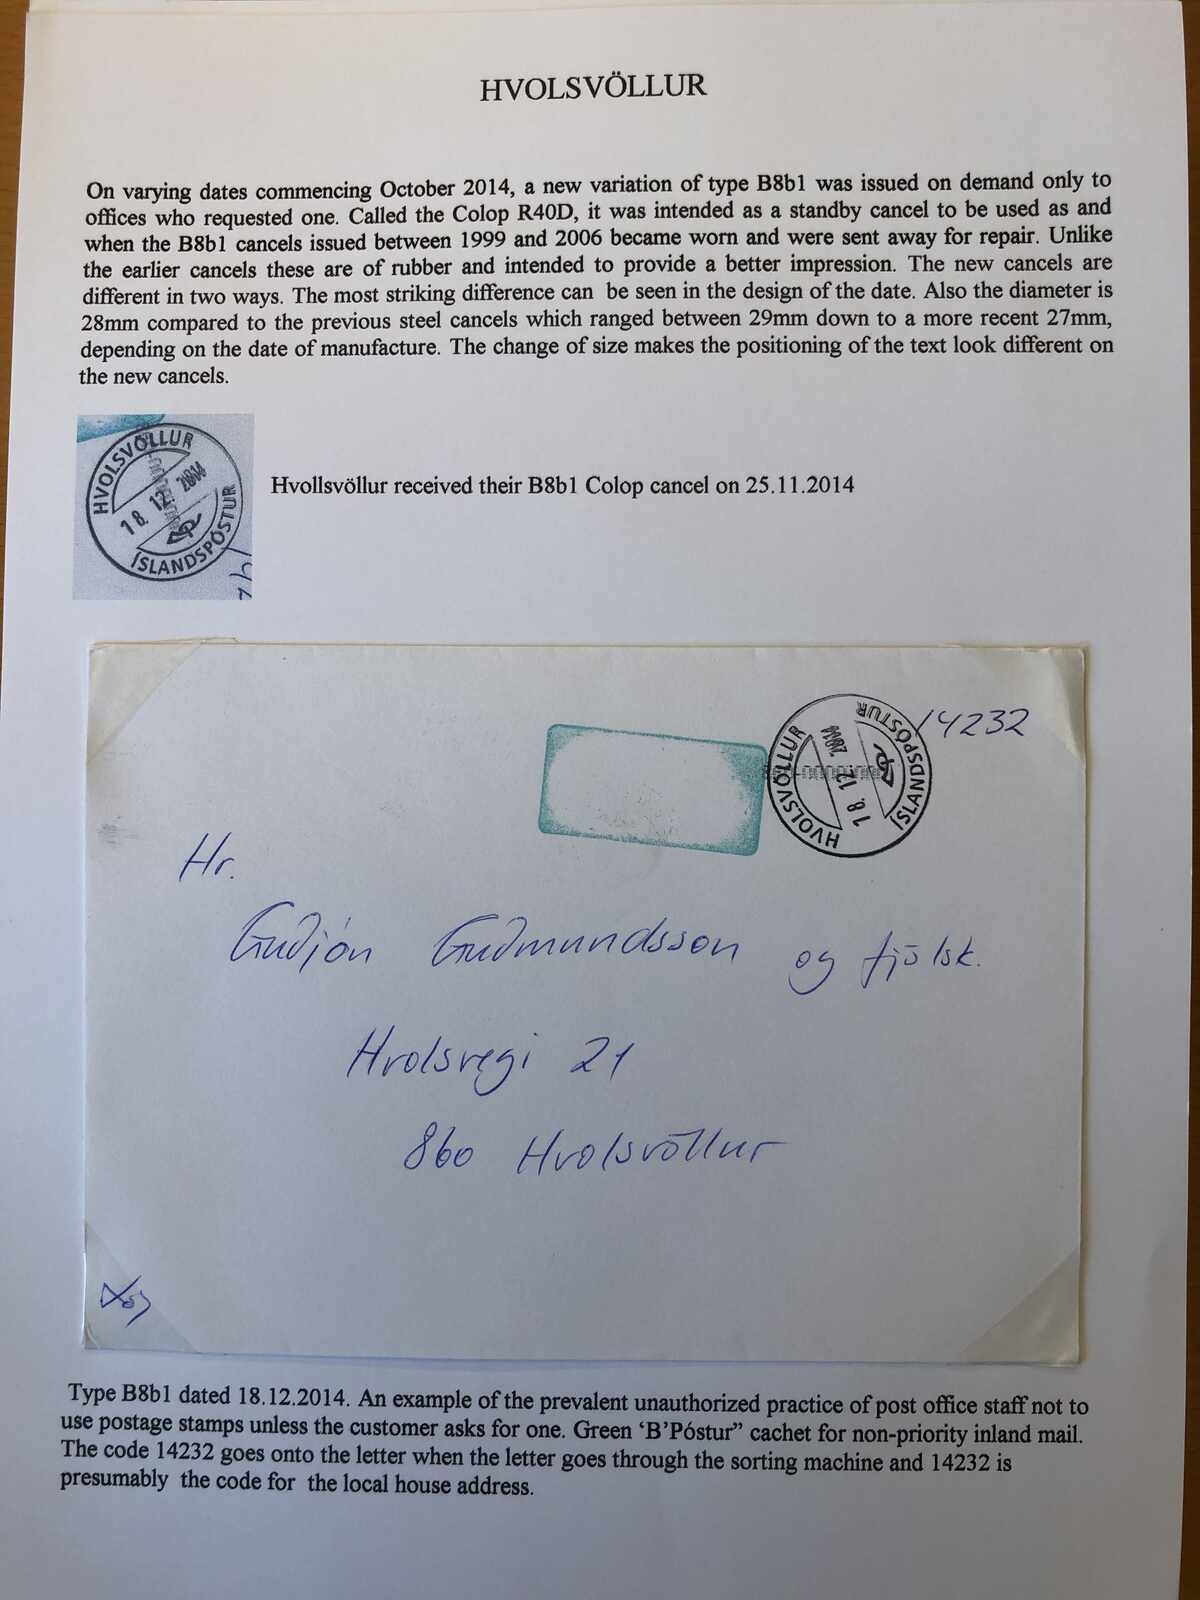 HVOLSVÖLLUR
On varying dates commencing October 2014, a new variation of type B8b1 was issued on demand only to
offices who requested one. Called the Colop R40D, it was intended as a standby cancel to be used as and
when the B8b1 cancels issued between 1999 and 2006 became worn and were sent away for repair. Unlike
the earlier cancels these are of rubber and intended to provide a better impression. The new cancels are
different in two ways. The most striking difference can be seen in the design of the date. Also the diameter is
28mm compared to the previous steel cancels which ranged between 29mm down to a more recent 27mm,
depending on the date of manufacture. The change of size makes the positioning of the text look different on
the new cancels.
HVOLSVÖLLUR
18. 12. 2014
ÍSLANDSPÓSTUR
Hvollsvöllur received their B8b1 Colop cancel on 25.11.2014
HVOLSVÖLLUR
18. 12. 2014
ÍSLANDSPÓSTUR
14232
Hr.
Guðjón Guðmundsson og fjölsk.
Hvolsvegi 21
860 Hvolsvöllur
Type B8b1 dated 18.12.2014. An example of the prevalent unauthorized practice of post office staff not to
use postage stamps unless the customer asks for one. Green ‘B’Póstur” cachet for non-priority inland mail.
The code 14232 goes onto the letter when the letter goes through the sorting machine and 14232 is
presumably the code for the local house address.